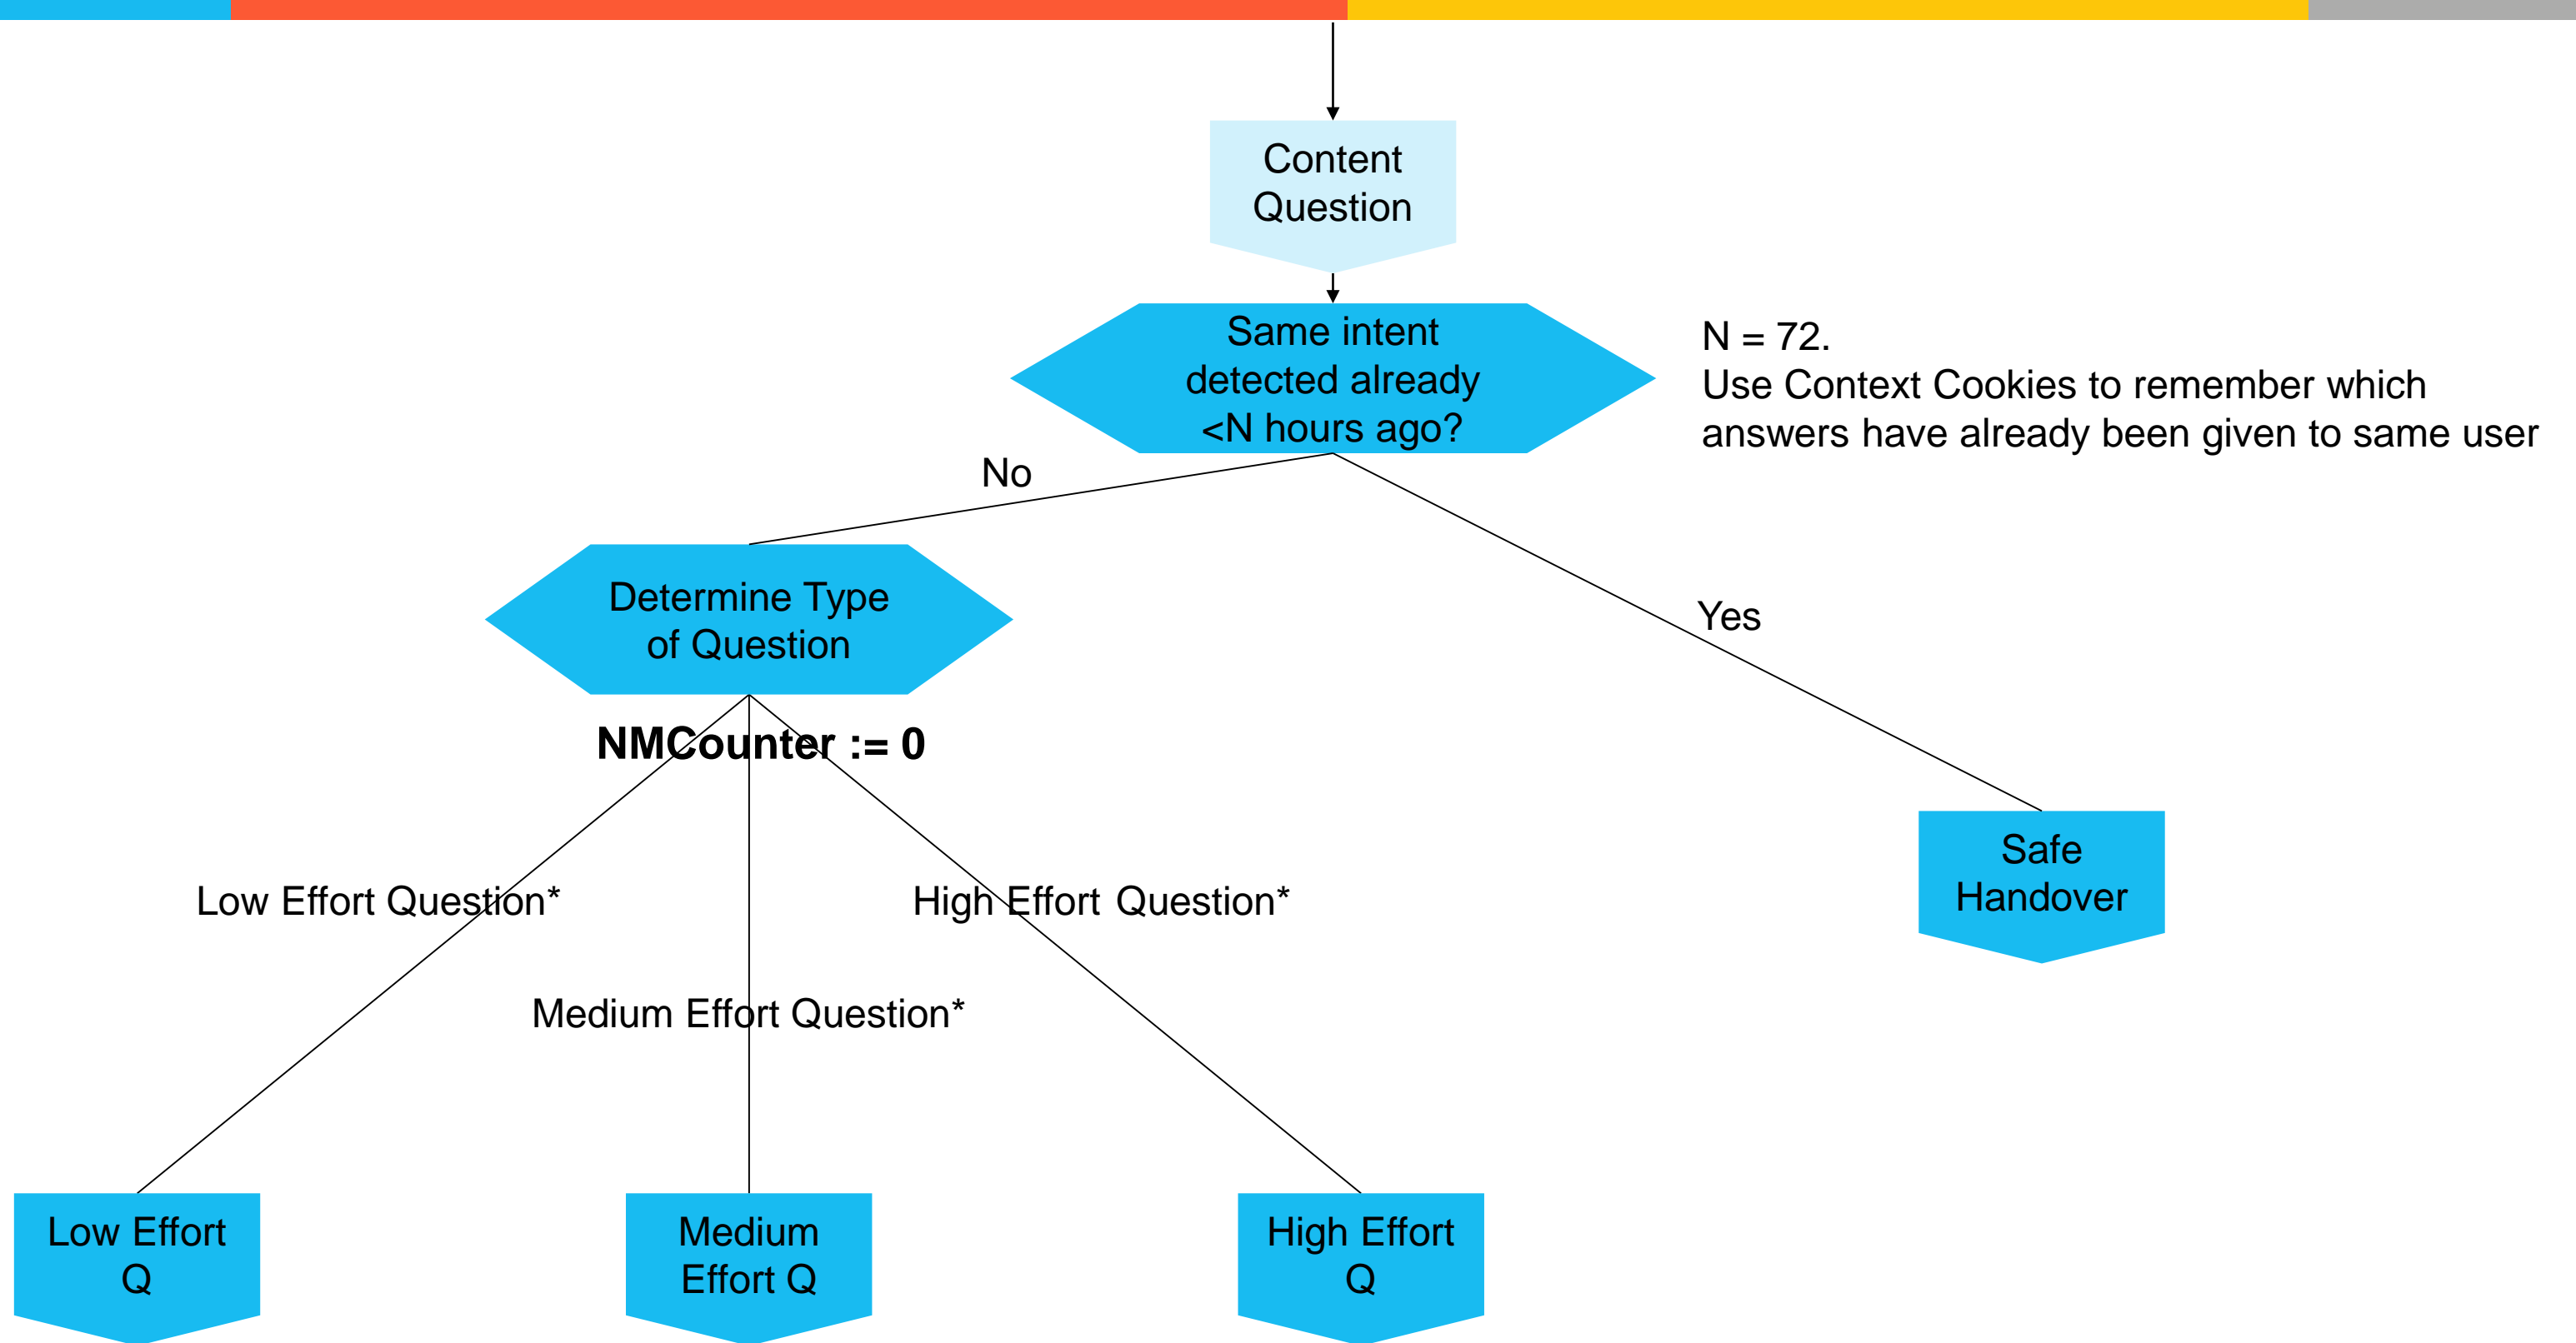 Content
Question
Same intent
detected already
<N hours ago?
N = 72.
Use Context Cookies to remember which
answers have already been given to same user
No
Determine Type
of Question
Yes
NMCounter := 0
Low Effort Question*
High Effort Question*
Medium Effort Question*
Safe
Handover
Low Effort
Q
Medium
Effort Q
High Effort
Q